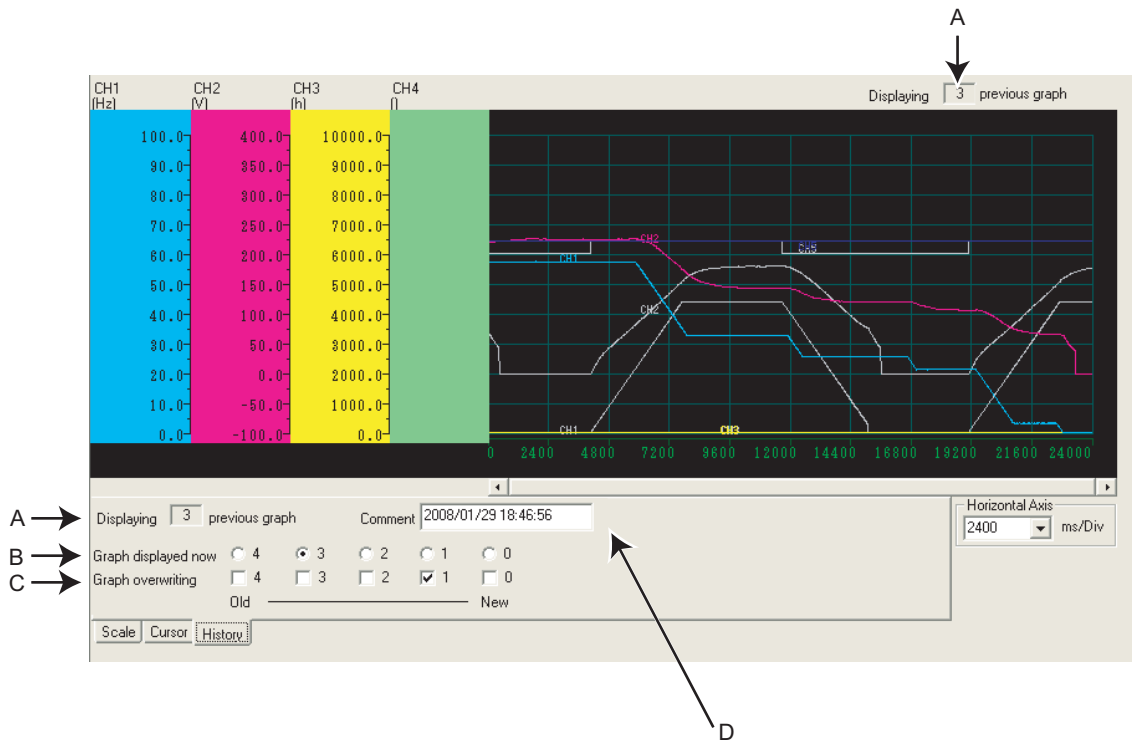 A
CH1 CH2 CH3 CH4
(Hz) (V) (h) ()
Displaying 3 previous graph
100.0 400.0 10000.0
90.0 350.0 9000.0
80.0 300.0 8000.0
70.0 250.0 7000.0
60.0 200.0 6000.0
50.0 150.0 5000.0
40.0 100.0 4000.0
30.0 50.0 3000.0
20.0 0.0 2000.0
10.0 -50.0 1000.0
0.0 -100.0 0.0
CH2
CH1
CH2
CH1 CH3
0 2400 4800 7200 9600 12000 14400 16800 19200 21600 24000
A Displaying 3 previous graph Comment 2008/01/29 18:46:56
Horizontal Axis
2400 ms/Div
B Graph displayed now 4 3 2 1 0
C Graph overwriting 4 3 2 1 0
Old New
Scale Cursor History
D